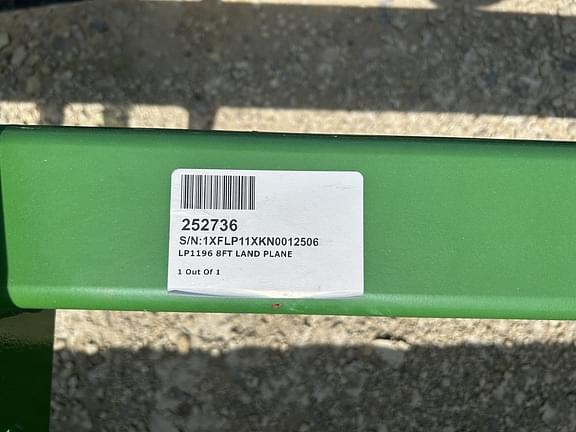 252736
S/N:1XFLP11XKN0012506
LP1196 8FT LAND PLANE
1 Out Of 1